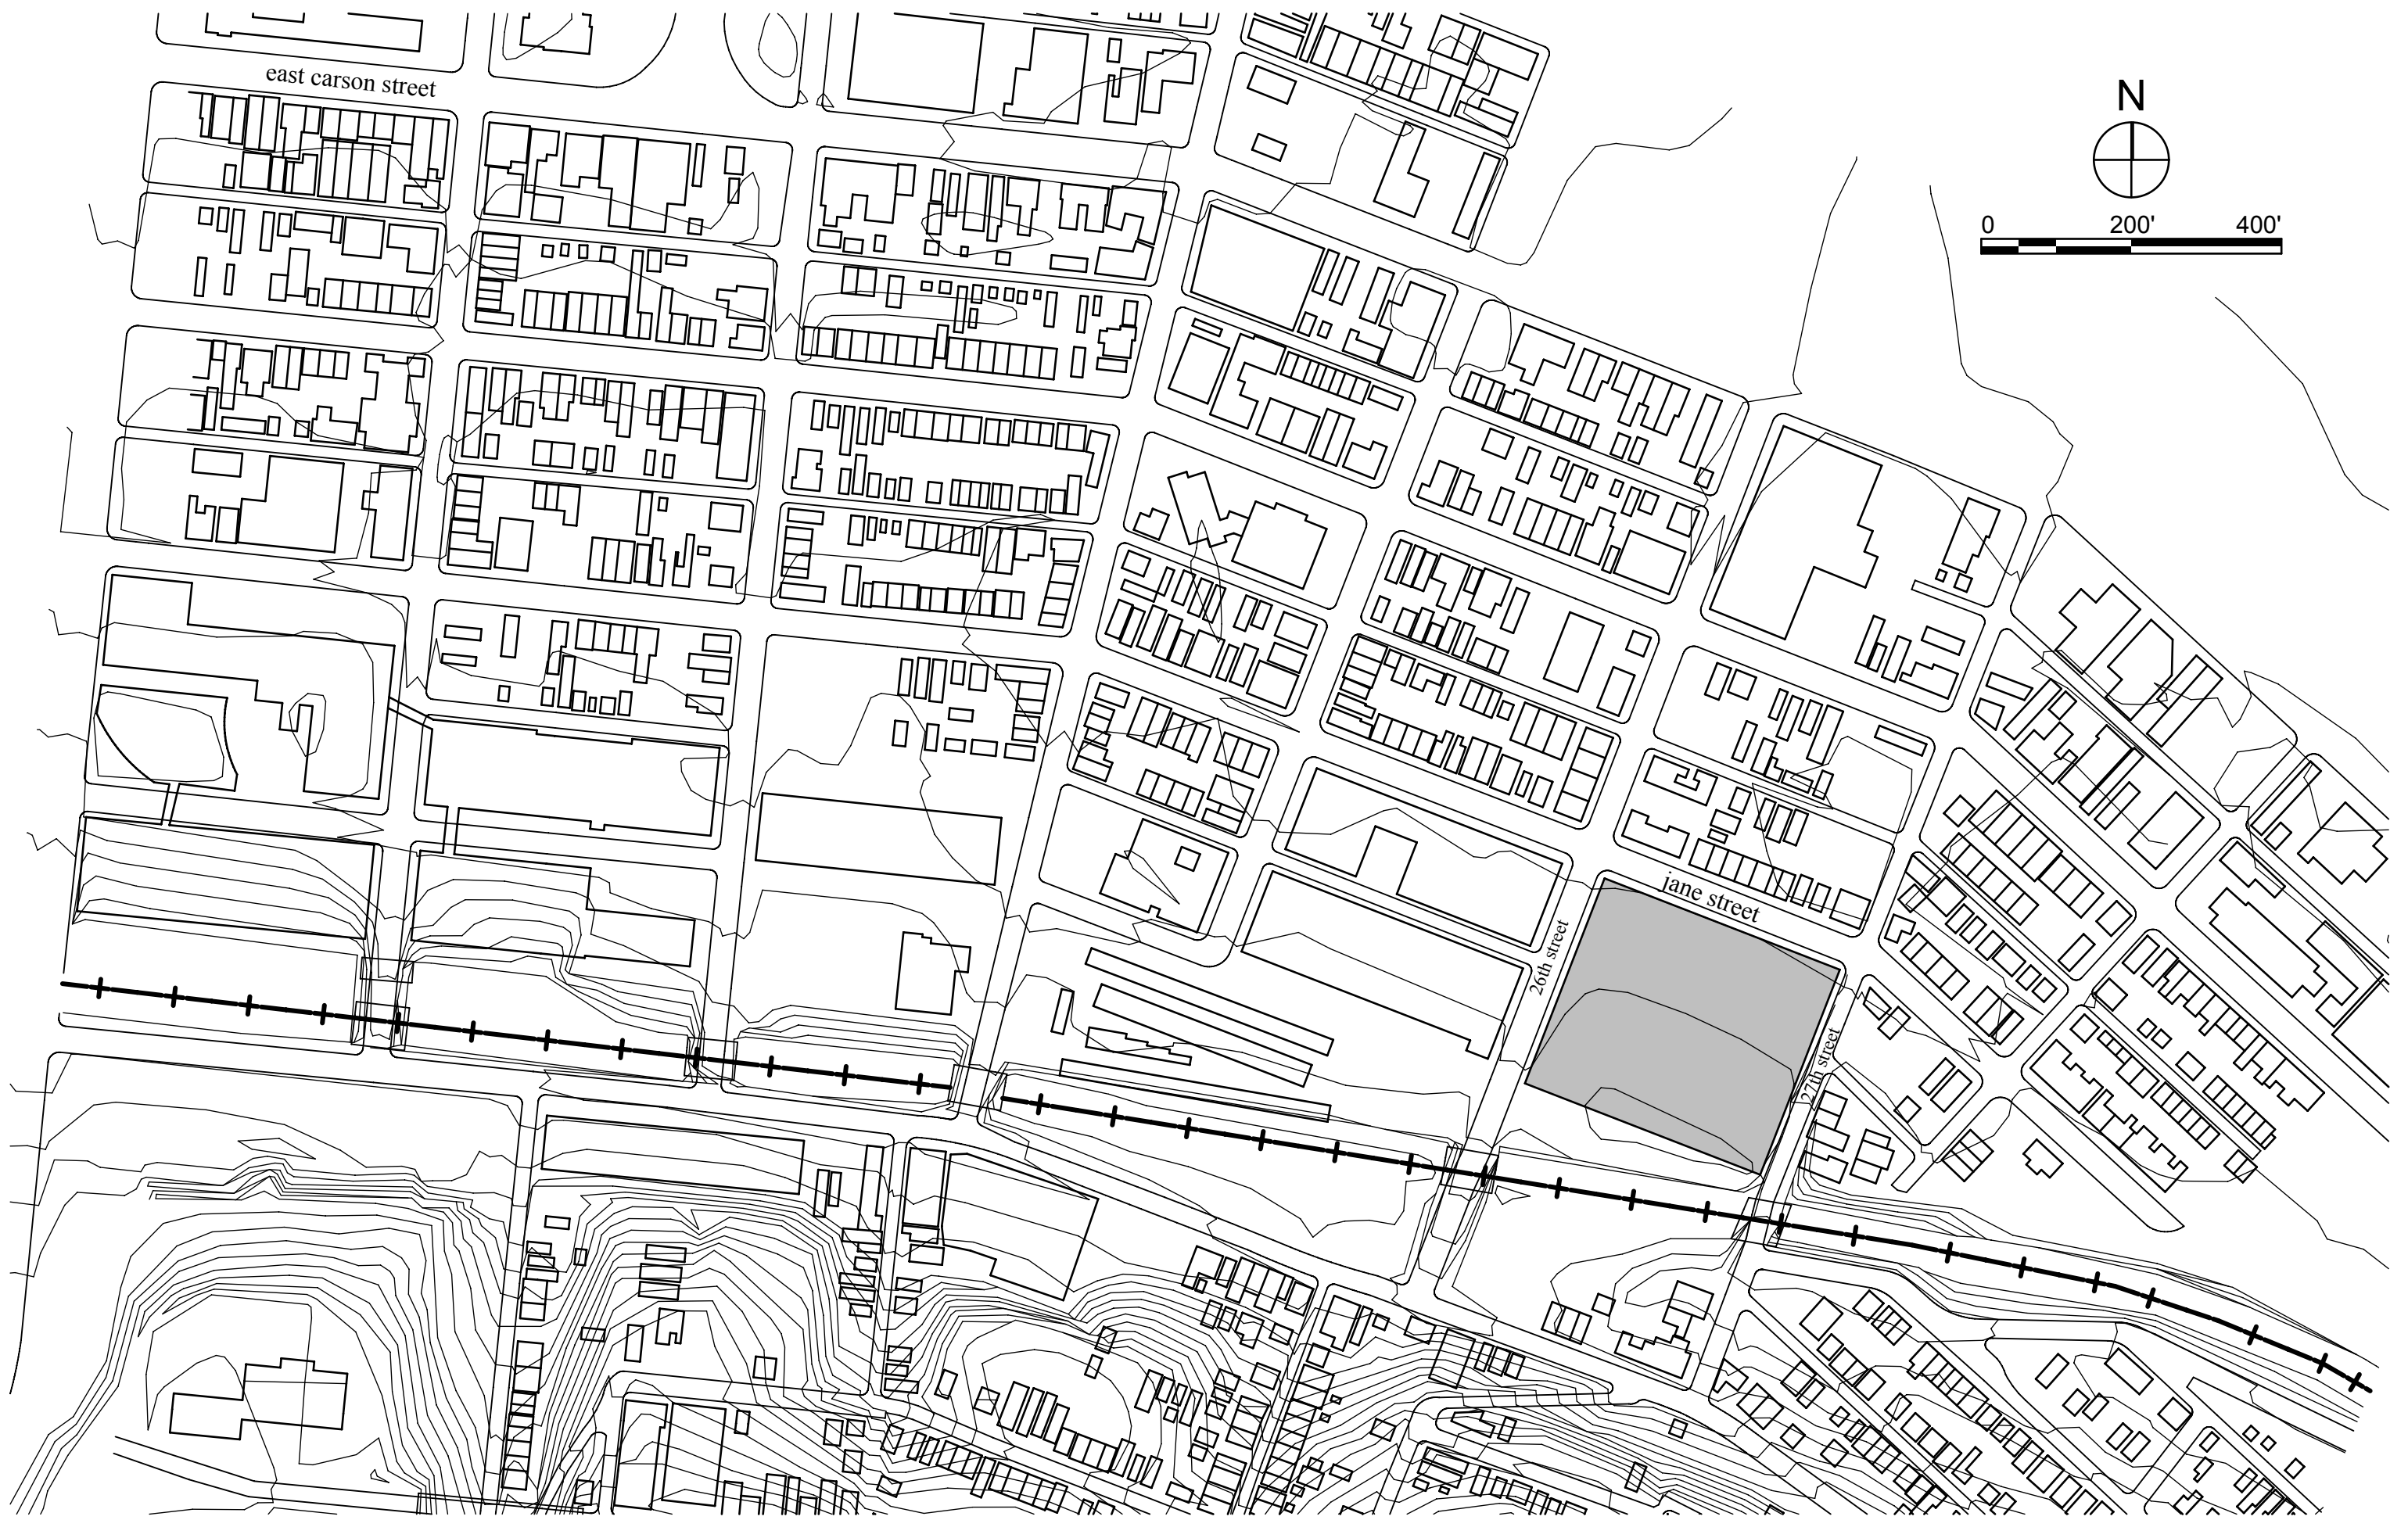 east carson street
N
0 200' 400'
jane street
26th street
27th street